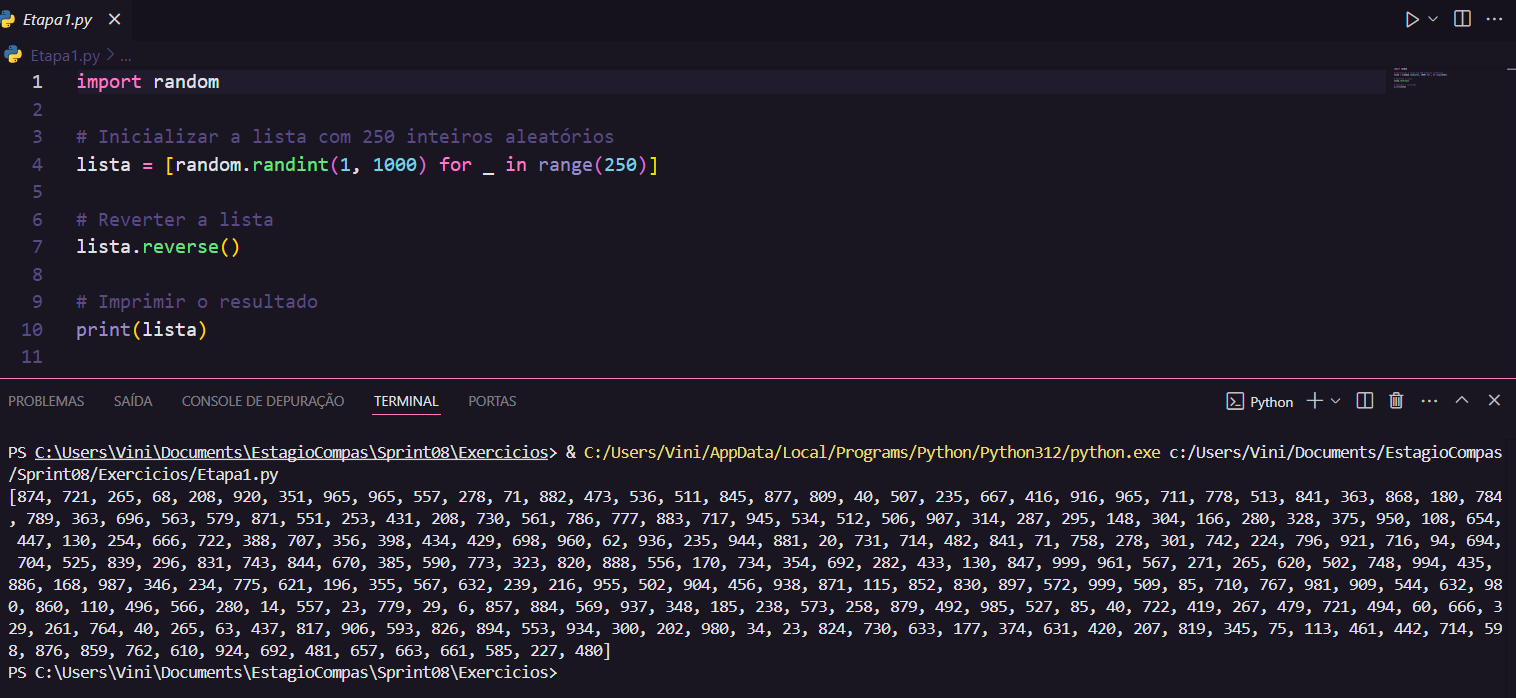 Etapa1.py
Etapa1.py > ...
1 import random
2
3 # Inicializar a lista com 250 inteiros aleatórios
4 lista = [random.randint(1, 1000) for _ in range(250)]
5
6 # Reverter a lista
7 lista.reverse()
8
9 # Imprimir o resultado
10 print(lista)
11
PROBLEMAS SAÍDA CONSOLE DE DEPURAÇÃO TERMINAL PORTAS Python
PS C:\Users\Vini\Documents\EstagioCompas\Sprint08\Exercicios> & C:/Users/Vini/AppData/Local/Programs/Python/Python312/python.exe c:/Users/Vini/Documents/EstagioCompas
/Sprint08/Exercicios/Etapa1.py
[874, 721, 265, 68, 208, 920, 351, 965, 965, 557, 278, 71, 882, 473, 536, 511, 845, 877, 809, 40, 507, 235, 667, 416, 916, 965, 711, 778, 513, 841, 363, 868, 180, 784
, 789, 363, 696, 563, 579, 871, 551, 253, 431, 208, 730, 561, 786, 777, 883, 717, 945, 534, 512, 506, 907, 314, 287, 295, 148, 304, 166, 280, 328, 375, 950, 108, 654,
447, 130, 254, 666, 722, 388, 707, 356, 398, 434, 429, 698, 960, 62, 936, 235, 944, 881, 20, 731, 714, 482, 841, 71, 758, 278, 301, 742, 224, 796, 921, 716, 94, 694,
704, 525, 839, 296, 831, 743, 844, 670, 385, 590, 773, 323, 820, 888, 556, 170, 734, 354, 692, 282, 433, 130, 847, 999, 961, 567, 271, 265, 620, 502, 748, 994, 435,
886, 168, 987, 346, 234, 775, 621, 196, 355, 567, 632, 239, 216, 955, 502, 904, 456, 938, 871, 115, 852, 830, 897, 572, 999, 509, 85, 710, 767, 981, 909, 544, 632, 98
0, 860, 110, 496, 566, 280, 14, 557, 23, 779, 29, 6, 857, 884, 569, 937, 348, 185, 238, 573, 258, 879, 492, 985, 527, 85, 40, 722, 419, 267, 479, 721, 494, 60, 666, 3
29, 261, 764, 40, 265, 63, 437, 817, 906, 593, 826, 894, 553, 934, 300, 202, 980, 34, 23, 824, 730, 633, 177, 374, 631, 420, 207, 819, 345, 75, 113, 461, 442, 714, 59
8, 876, 859, 762, 610, 924, 692, 481, 657, 663, 661, 585, 227, 480]
PS C:\Users\Vini\Documents\EstagioCompas\Sprint08\Exercicios>